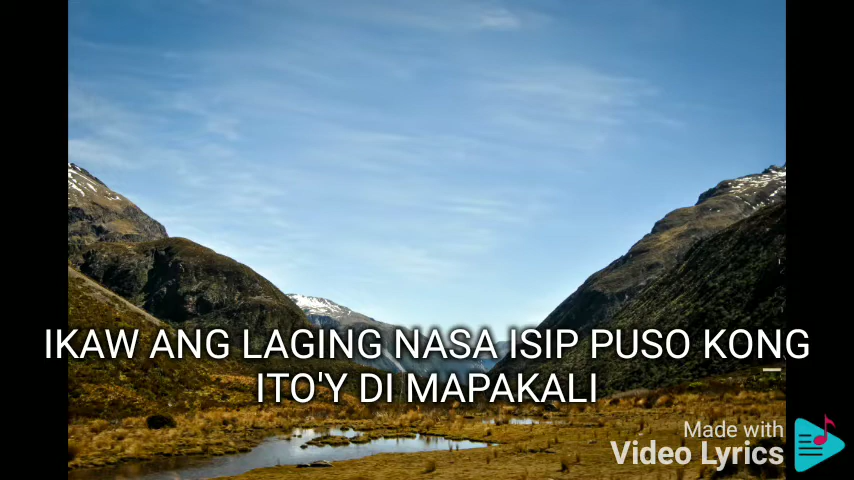 IKAW ANG LAGING NASA ISIP PUSO KONG
ITO'Y DI MAPAKALI
Made with
Video Lyrics